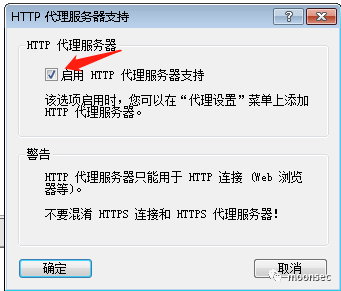 HTTP 代理服务器支持
HTTP 代理服务器
启用 HTTP 代理服务器支持
该选项启用时，您可以在“代理设置”菜单上添加
HTTP 代理服务器。
警告
HTTP 代理服务器只能用于 HTTP 连接 (Web 浏览
器等)。
不要混淆 HTTPS 连接和 HTTPS 代理服务器!
确定
取消
moonsec